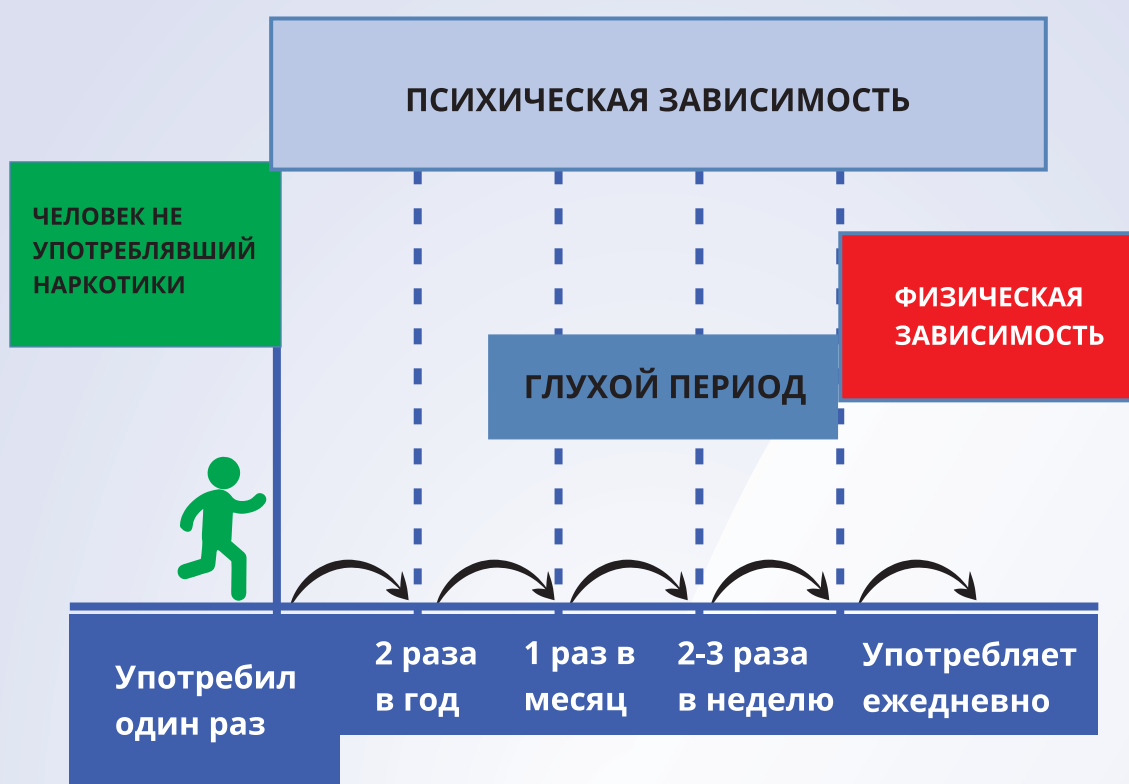 ПСИХИЧЕСКАЯ ЗАВИСИМОСТЬ
ЧЕЛОВЕК НЕ
УПОТРЕБЛЯВШИЙ
НАРКОТИКИ
ФИЗИЧЕСКАЯ
ЗАВИСИМОСТЬ
ГЛУХОЙ ПЕРИОД
Употребил
один раз
2 раза
в год
1 раз в
месяц
2-3 раза
в неделю
Употребляет
ежедневно